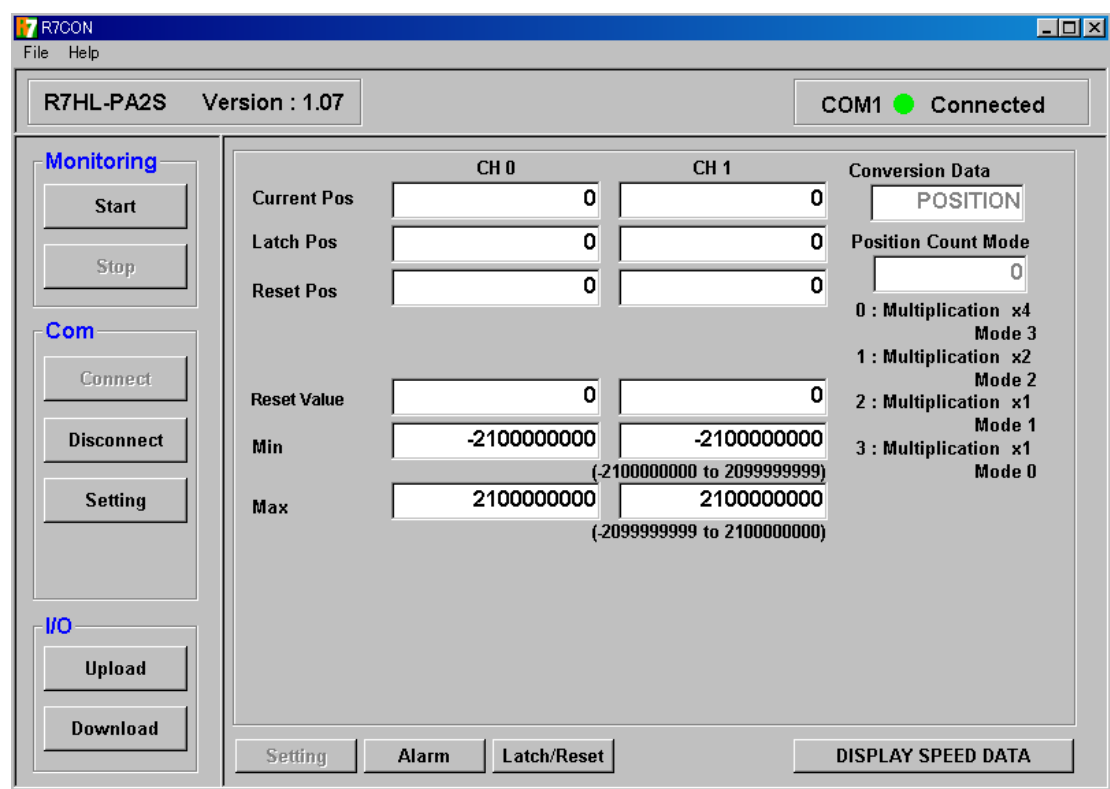 R7CON
File Help
R7HL-PA2S Version : 1.07
COM1 Connected
Monitoring
Start
Stop
Com
Connect
Disconnect
Setting
I/O
Upload
Download
CH 0 CH 1
Current Pos 0 0
Latch Pos 0 0
Reset Pos 0 0
Reset Value 0 0
Min -2100000000 -2100000000
(-2100000000 to 2099999999)
Max 2100000000 2100000000
(-2099999999 to 2100000000)
Conversion Data
POSITION
Position Count Mode
0
0 : Multiplication x4
Mode 3
1 : Multiplication x2
Mode 2
2 : Multiplication x1
Mode 1
3 : Multiplication x1
Mode 0
Setting Alarm Latch/Reset DISPLAY SPEED DATA